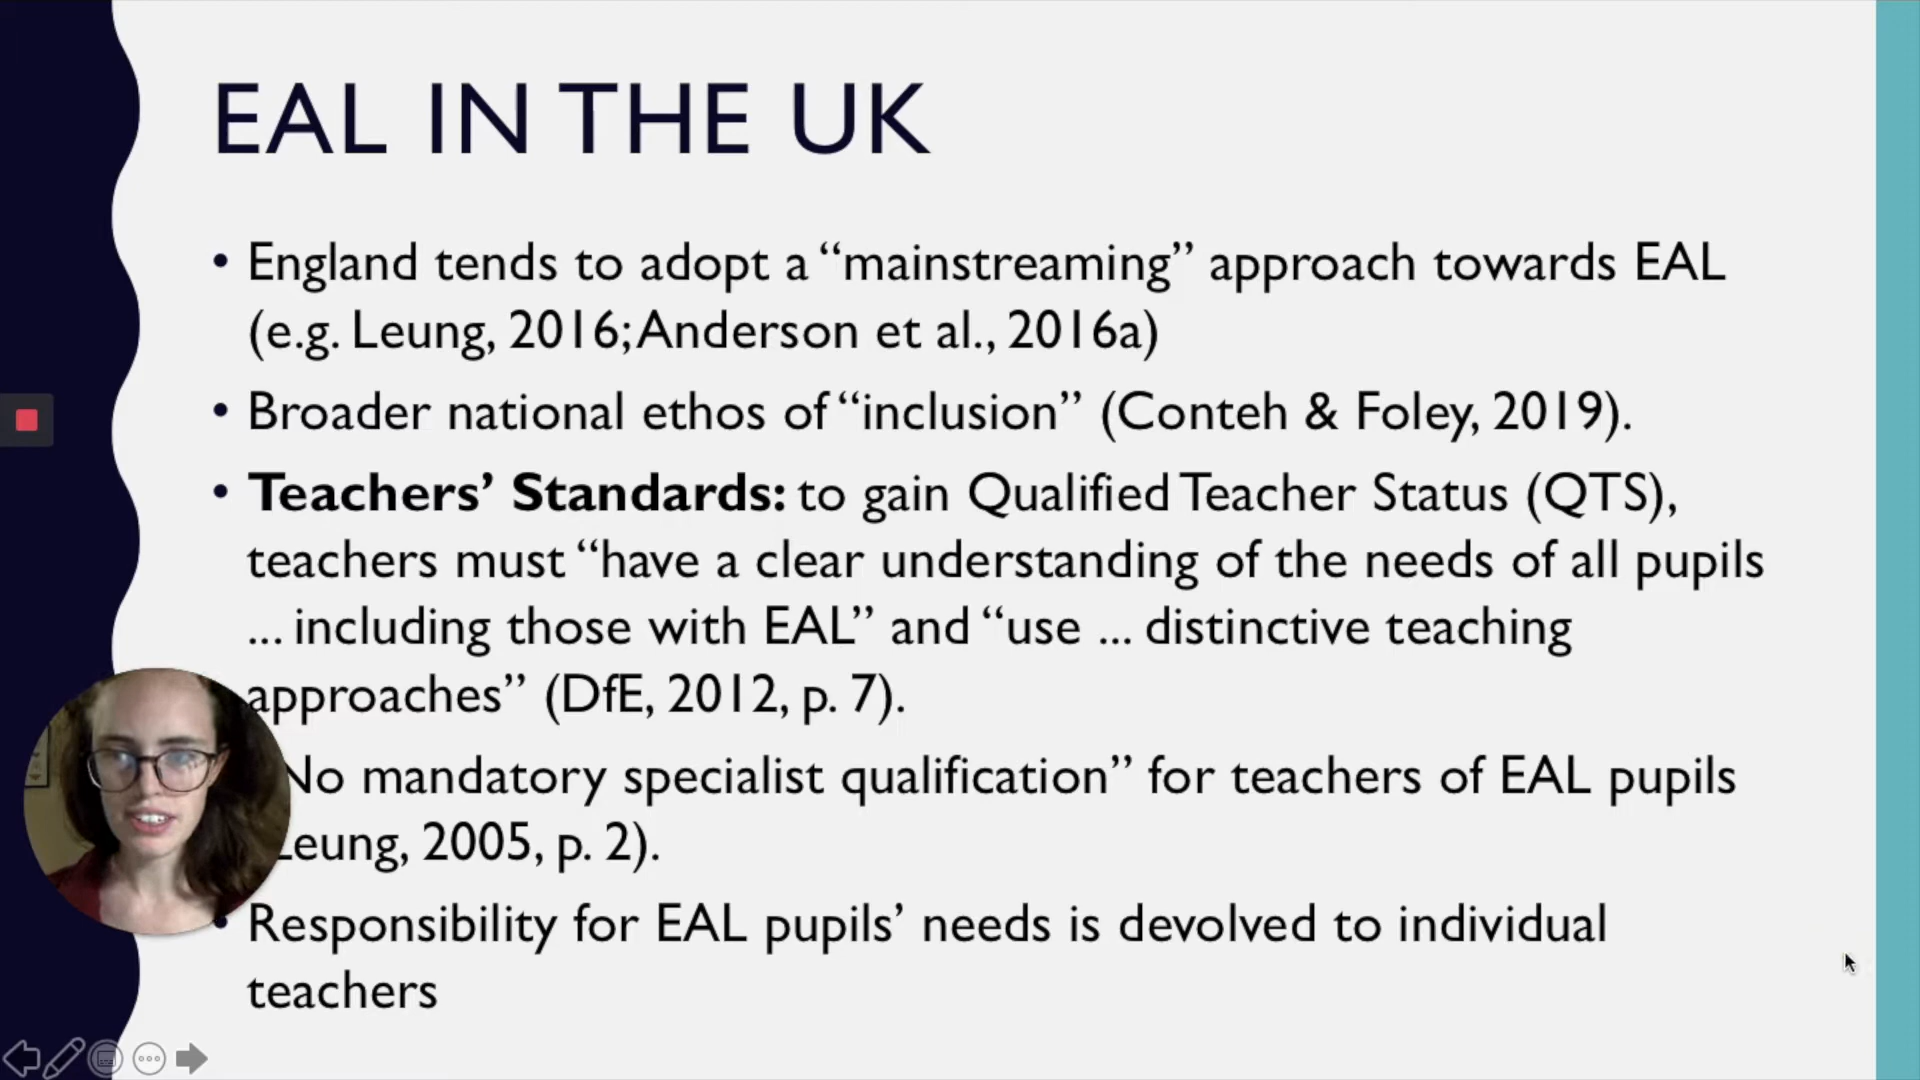 EAL IN THE UK
• England tends to adopt a “mainstreaming” approach towards EAL
(e.g. Leung, 2016; Anderson et al., 2016a)
• Broader national ethos of “inclusion” (Conteh & Foley, 2019).
• Teachers’ Standards: to gain Qualified Teacher Status (QTS),
teachers must “have a clear understanding of the needs of all pupils
... including those with EAL” and “use ... distinctive teaching
approaches” (DfE, 2012, p. 7).
No mandatory specialist qualification” for teachers of EAL pupils
Leung, 2005, p. 2).
• Responsibility for EAL pupils’ needs is devolved to individual
teachers